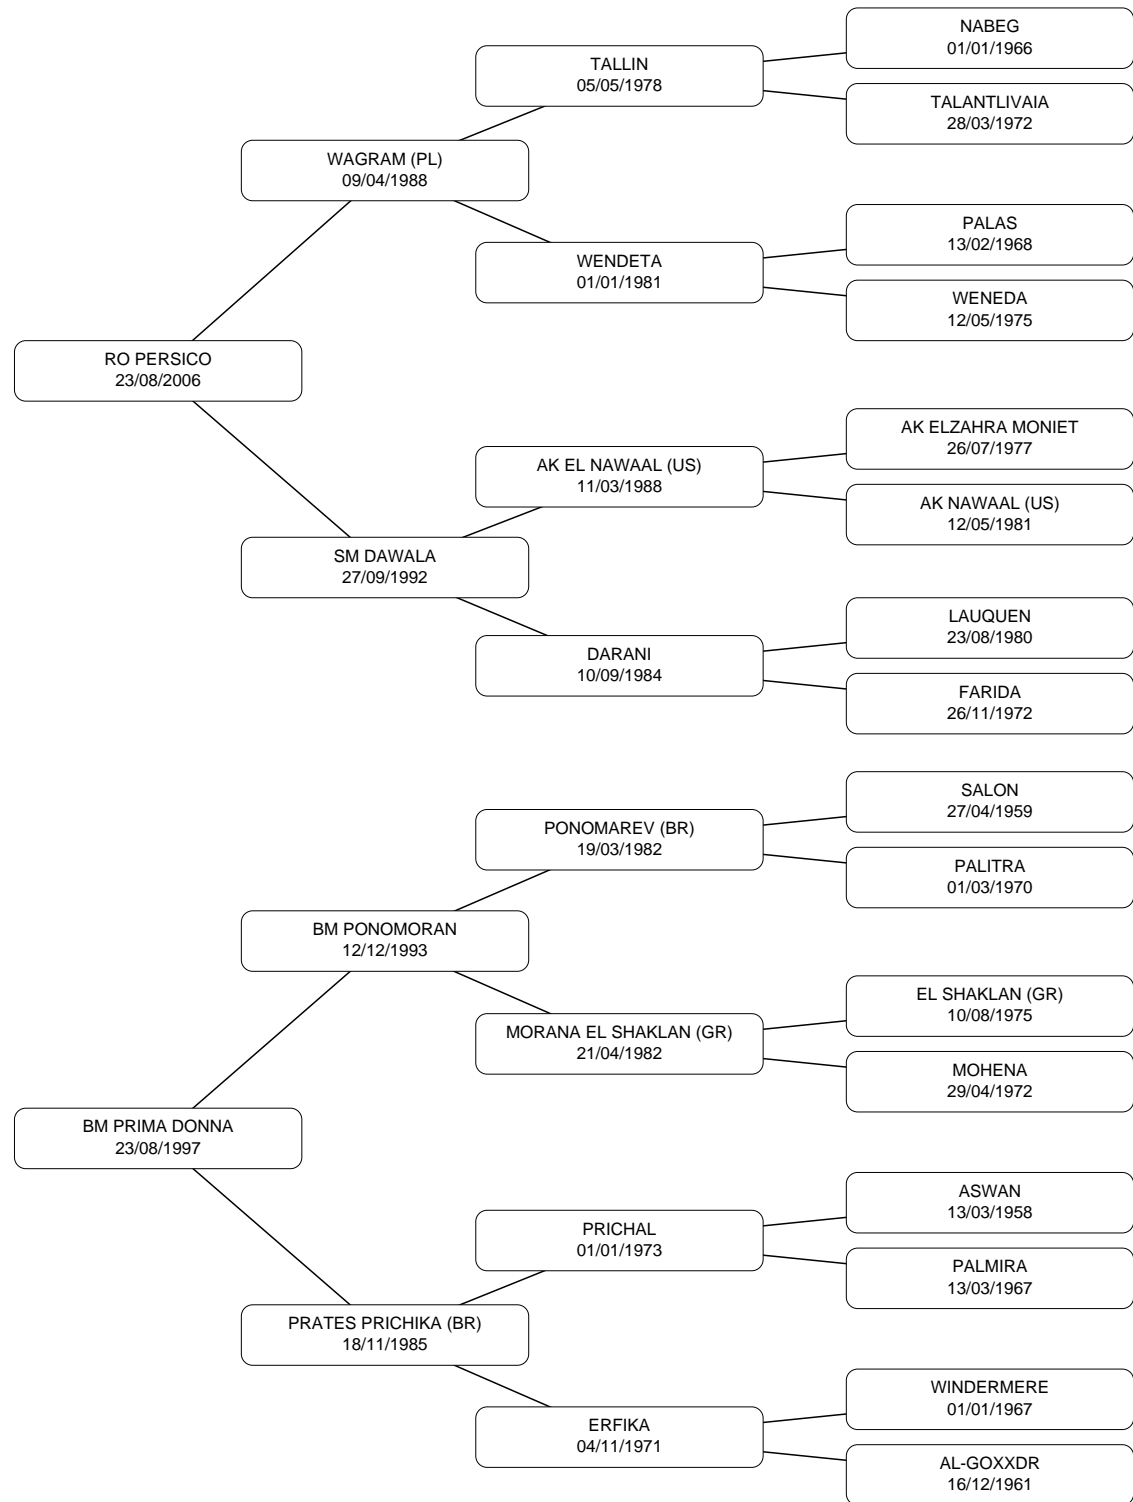 NABEG
01/01/1966
TALLIN
05/05/1978
TALANTLIVAIA
28/03/1972
WAGRAM (PL)
09/04/1988
PALAS
13/02/1968
WENDETA
01/01/1981
WENEDA
12/05/1975
RO PERSICO
23/08/2006
AK ELZAHRA MONIET
26/07/1977
AK EL NAWAAL (US)
11/03/1988
AK NAWAAL (US)
12/05/1981
SM DAWALA
27/09/1992
LAUQUEN
23/08/1980
DARANI
10/09/1984
FARIDA
26/11/1972
SALON
27/04/1959
PONOMAREV (BR)
19/03/1982
PALITRA
01/03/1970
BM PONOMORAN
12/12/1993
EL SHAKLAN (GR)
10/08/1975
MORANA EL SHAKLAN (GR)
21/04/1982
MOHENA
29/04/1972
BM PRIMA DONNA
23/08/1997
ASWAN
13/03/1958
PRICHAL
01/01/1973
PALMIRA
13/03/1967
PRATES PRICHIKA (BR)
18/11/1985
WINDERMERE
01/01/1967
ERFIKA
04/11/1971
AL-GOXXDR
16/12/1961